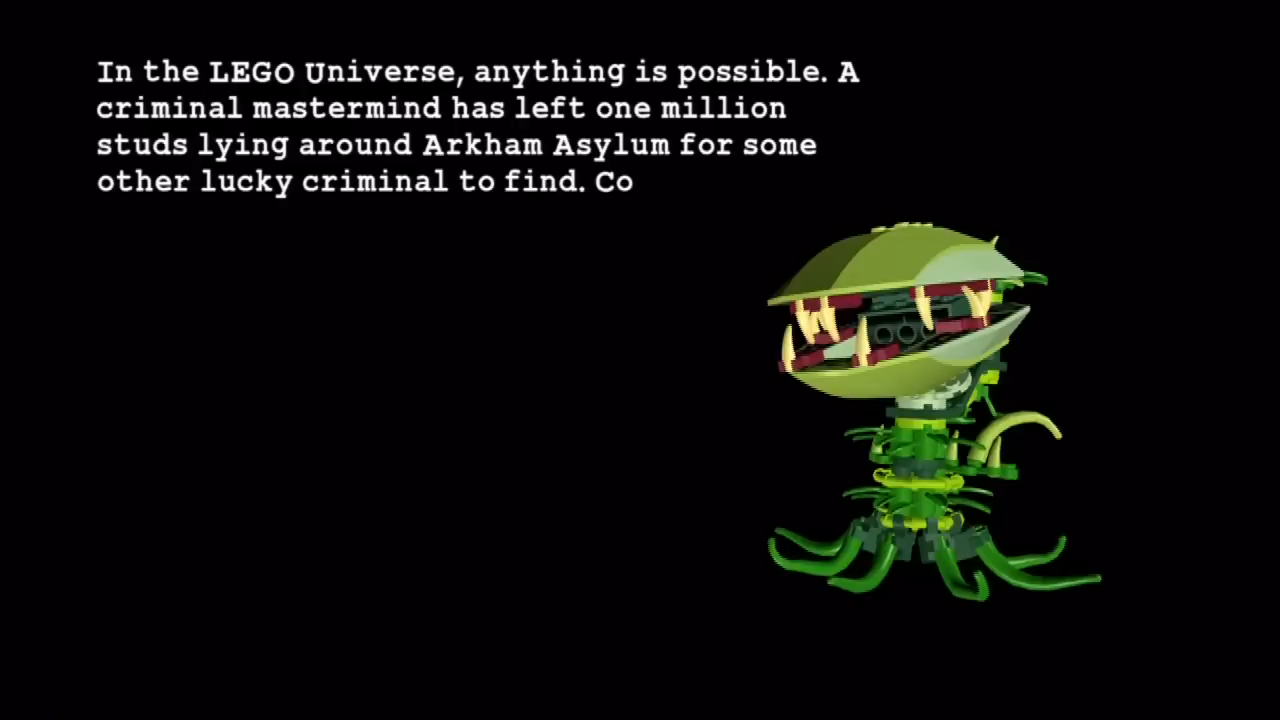 In the LEGO Universe, anything is possible. A
criminal mastermind has left one million
studs lying around Arkham Asylum for some
other lucky criminal to find. Co